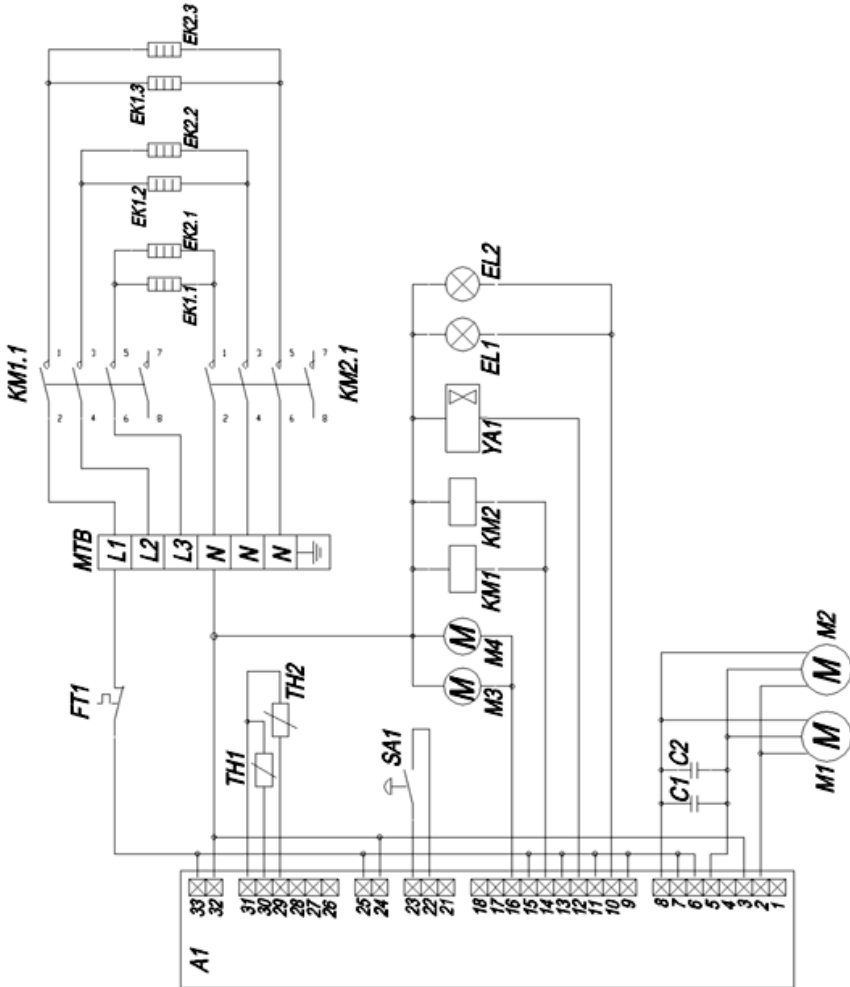 EK2.3
EK1.3
EK2.2
EK1.2
EK2.1
EK1.1
KM1.1
1
3
5
7
2
4
6
8
1
3
5
7
2
4
6
8
KM2.1
MTB
L1
L2
L3
N
N
N
EL2
EL1
YA1
KM2
KM1
M
M4
M
M3
FT1
TH2
TH1
SA1
M
M2
M
M1
C1
C2
A1
33
32
31
30
29
28
27
26
25
24
23
22
21
18
17
16
15
14
13
12
11
10
9
8
7
6
5
4
3
2
1